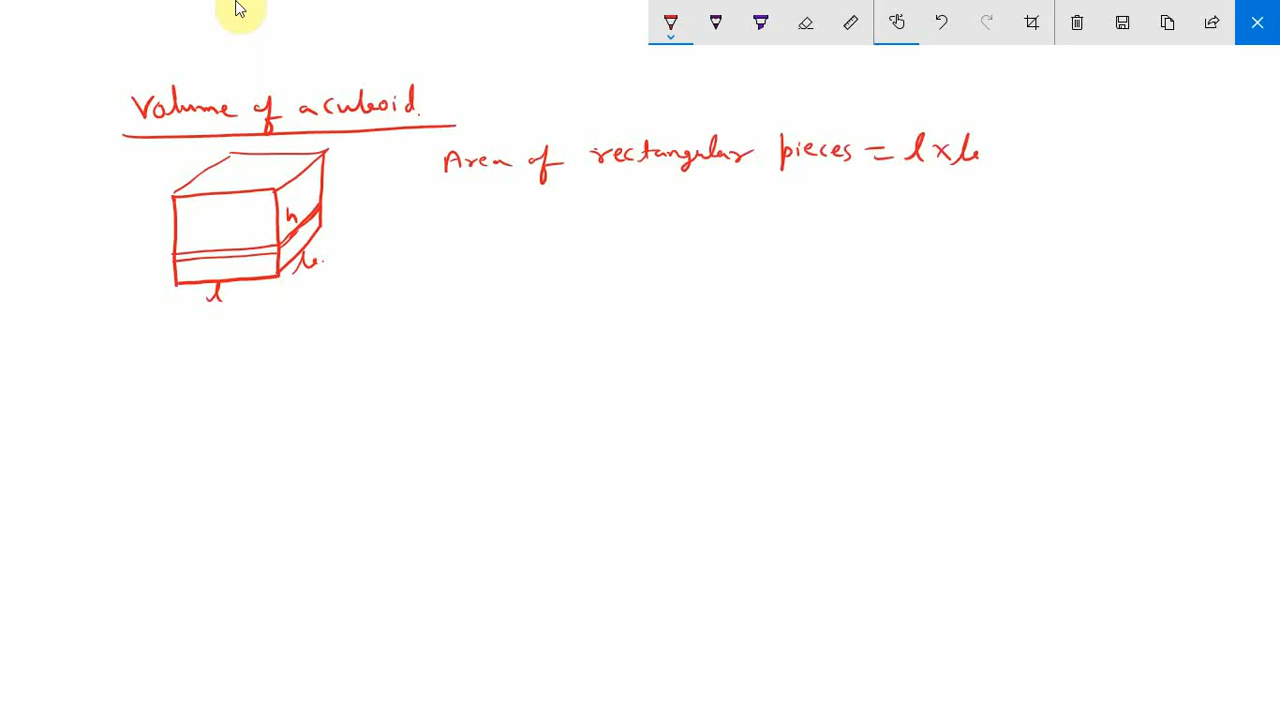 Volume of a cuboid.
Area of rectangular pieces = l × b
h
b.
l